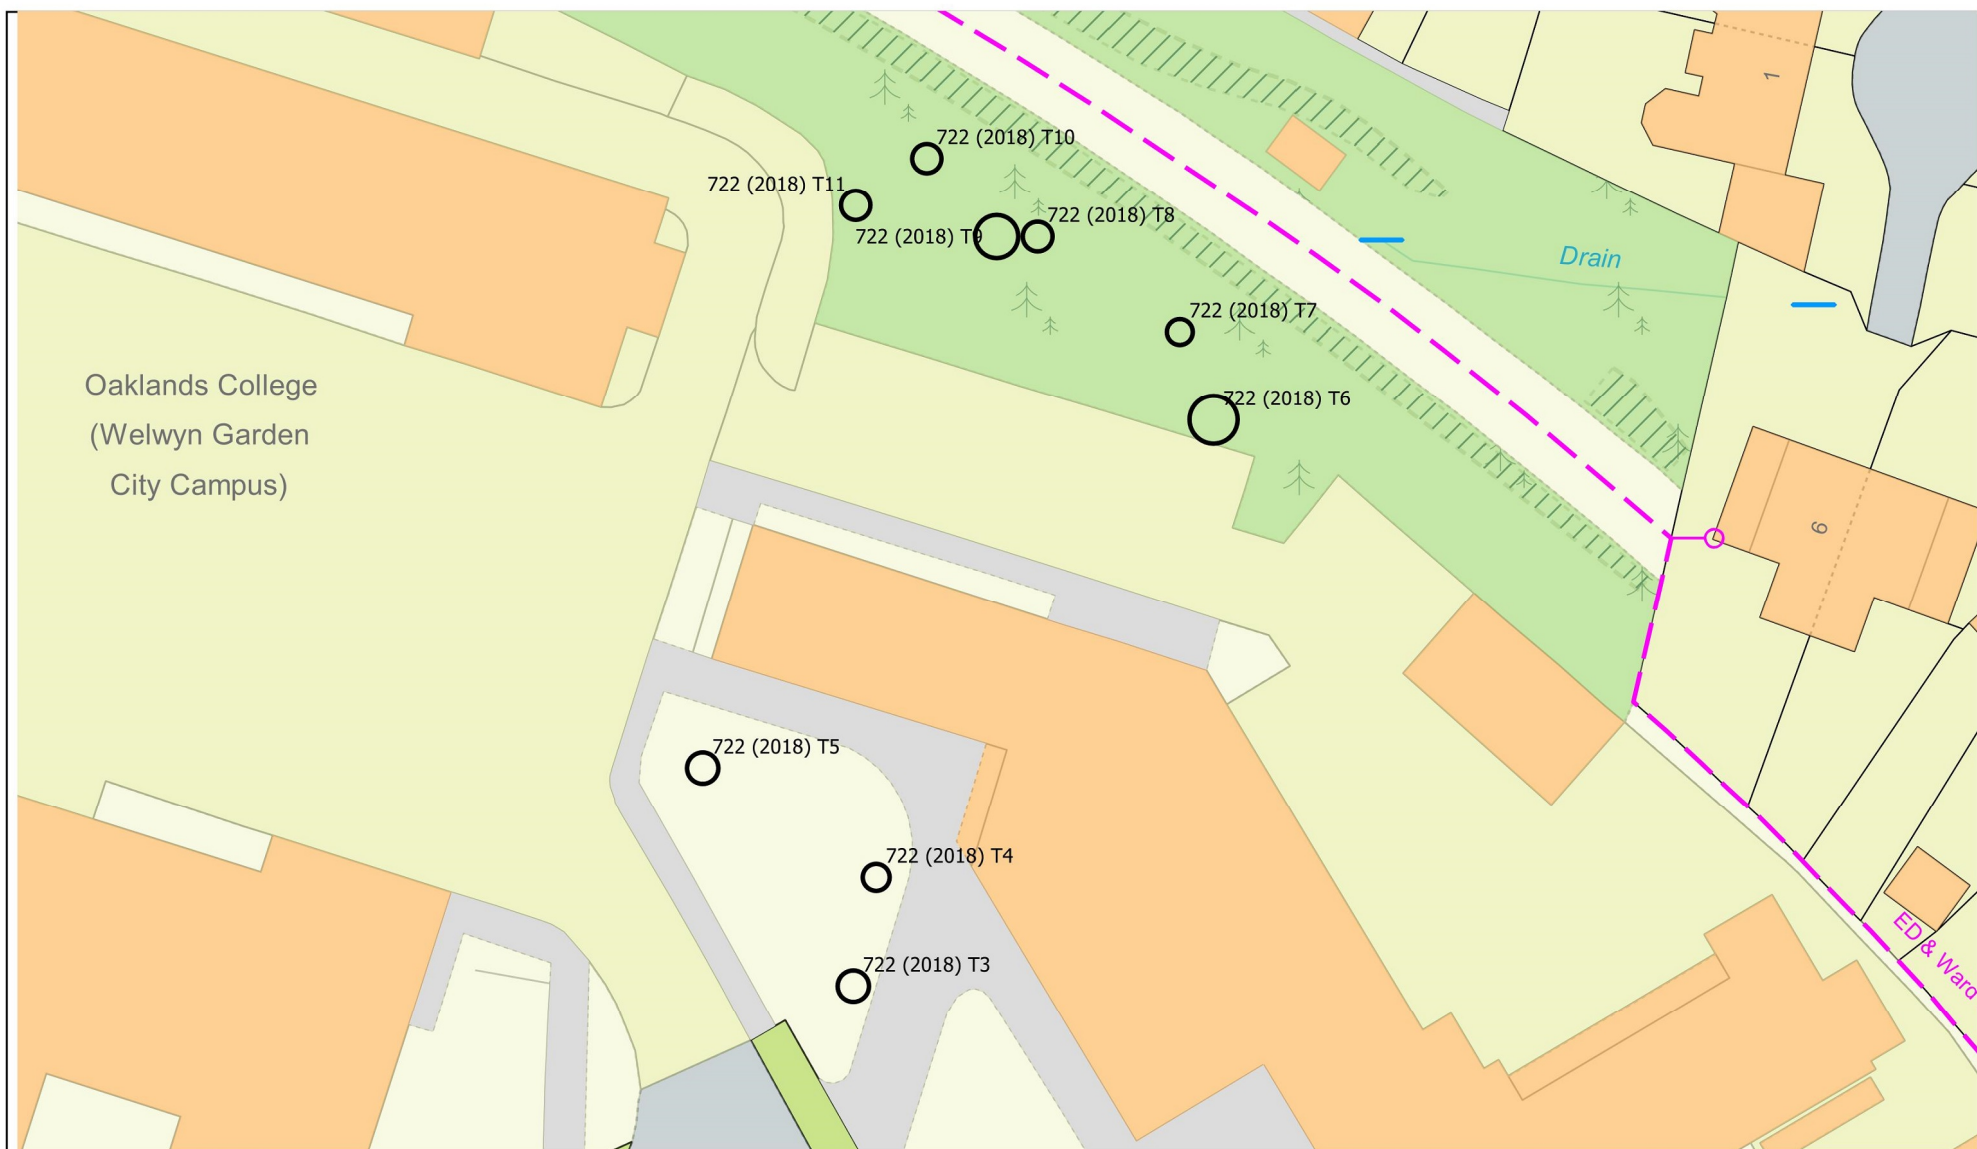 1
722 (2018) T10
722 (2018) T11
722 (2018) T8
722 (2018) T9
Drain
722 (2018) T7
Oaklands College
(Welwyn Garden
City Campus)
722 (2018) T6
6
722 (2018) T5
722 (2018) T4
ED & Ward
722 (2018) T3